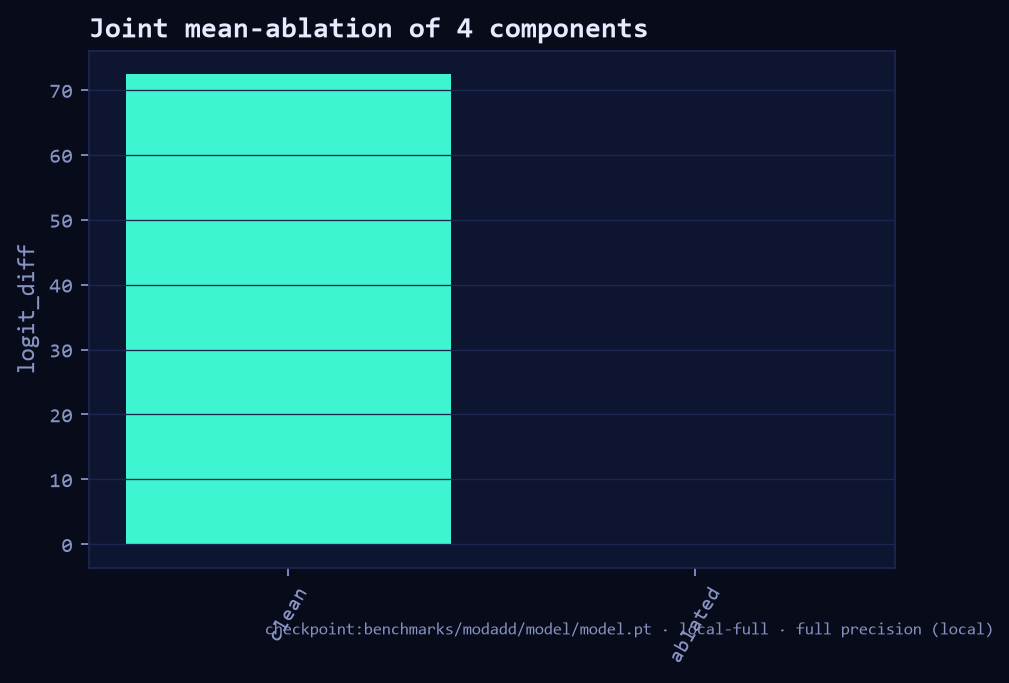 Joint mean-ablation of 4 components
logit_diff
70
60
50
40
30
20
10
0
clean
ablated
checkpoint:benchmarks/modadd/model/model.pt · local-full · full precision (local)